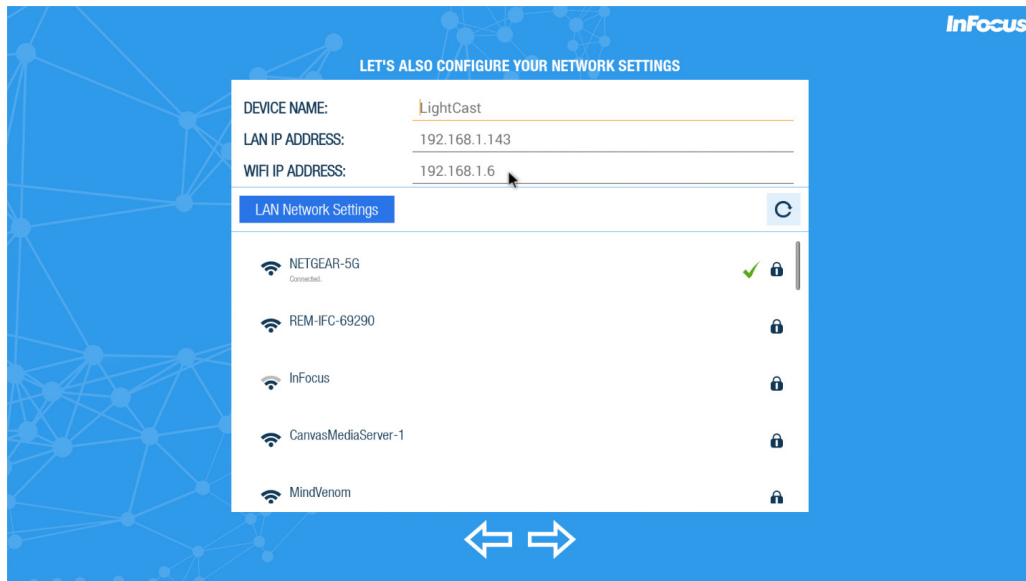 InFocus
LET'S ALSO CONFIGURE YOUR NETWORK SETTINGS
DEVICE NAME: LightCast
LAN IP ADDRESS: 192.168.1.143
WIFI IP ADDRESS: 192.168.1.6
LAN Network Settings
NETGEAR-5G
Connected.
REM-IFC-69290
InFocus
CanvasMediaServer-1
MindVenom